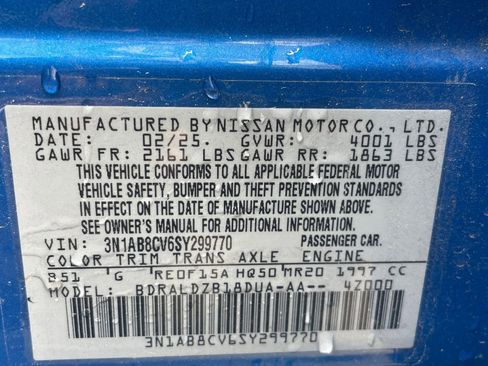 MANUFACTURED BY NISSAN MOTOR CO., LTD.
DATE: 02/25. GVWR: 4001 LBS
GAWR FR: 2161 LBS GAWR RR: 1863 LBS
THIS VEHICLE CONFORMS TO ALL APPLICABLE FEDERAL MOTOR
VEHICLE SAFETY, BUMPER AND THEFT PREVENTION STANDARDS
IN EFFECT ON THE DATE OF MANUFACTURE SHOWN ABOVE.
SEE OWNER'S MANUAL FOR ADDITIONAL INFORMATION.
VIN: 3N1AB8CV6SY299770 PASSENGER CAR.
COLOR TRIM TRANS AXLE ENGINE
B51 G RE0F15A HQ50 MR20 1997 CC
MODEL: BDRALDZB18DUA-AA-- 4Z000
3N1AB8CV6SY299770